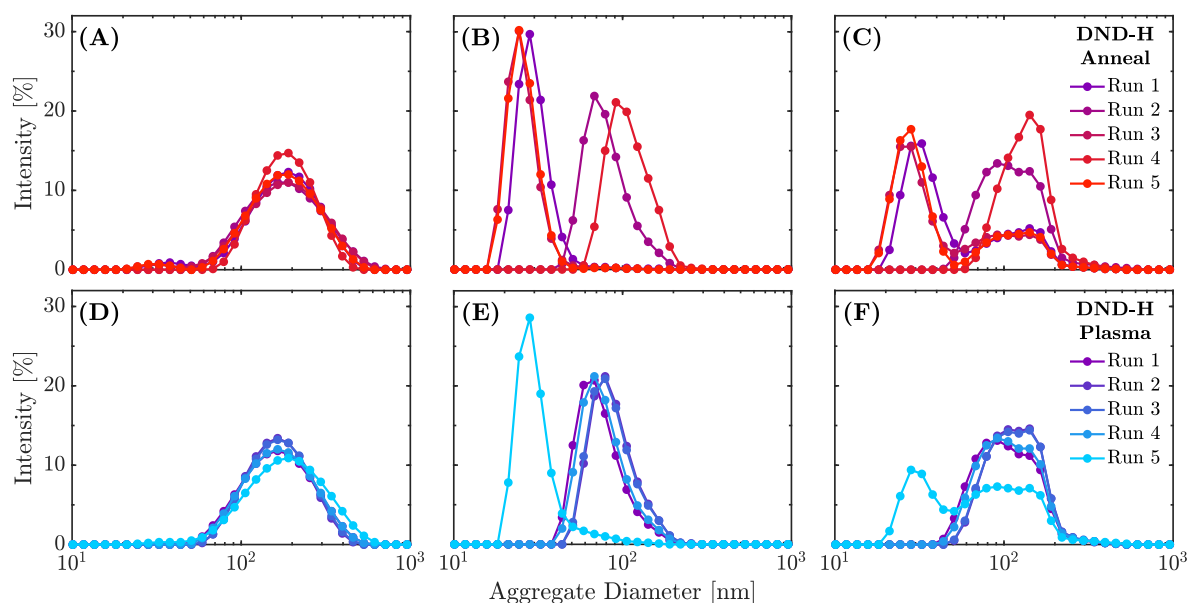 (A)
(B)
(C)
DND-H
Anneal
Run 1
Run 2
Run 3
Run 4
Run 5
Intensity [%]
30
20
10
0
(D)
(E)
(F)
DND-H
Plasma
Run 1
Run 2
Run 3
Run 4
Run 5
Intensity [%]
30
20
10
0
10¹ 10² 10³ 10¹ 10² 10³ 10¹ 10² 10³
Aggregate Diameter [nm]